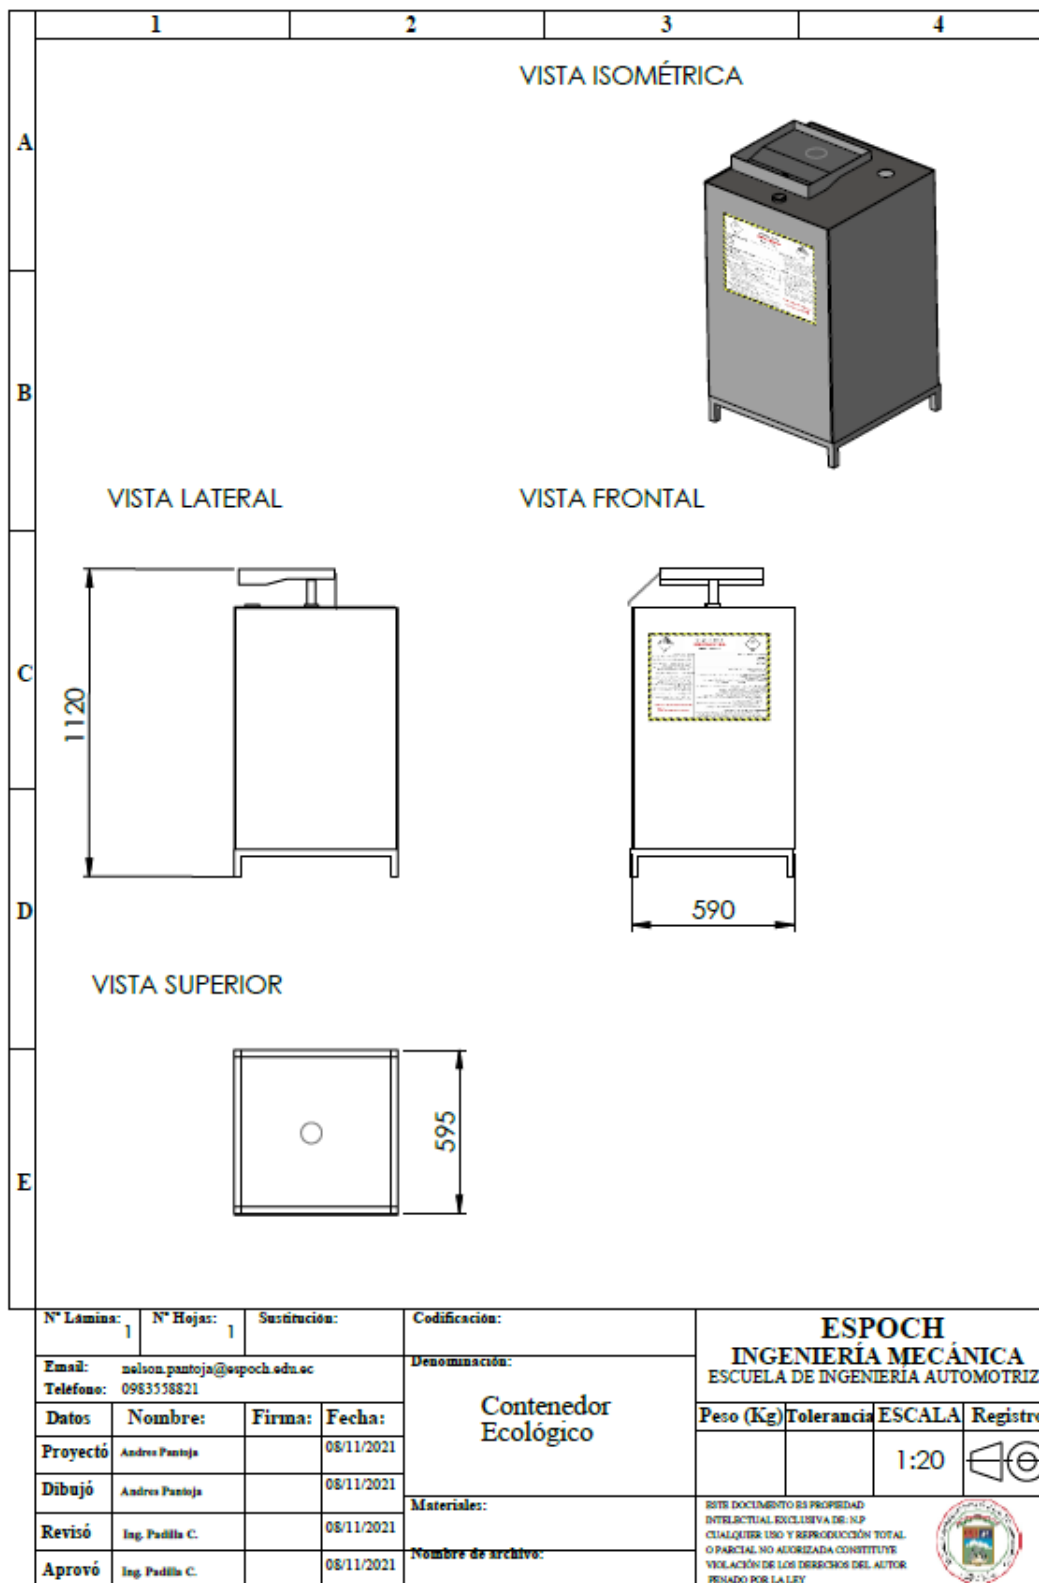 1 2 3 4
VISTA ISOMÉTRICA
A
B
VISTA LATERAL
VISTA FRONTAL
C
1120
D
590
VISTA SUPERIOR
595
E
N° Lámina: 1
N° Hojas: 1
Sustitución:
Codificación:
ESPOCH
INGENIERÍA MECÁNICA
ESCUELA DE INGENIERÍA AUTOMOTRIZ
Email: nelson.pantoja@espoch.edu.ec
Teléfono: 0983558821
Denominación:
Contenedor
Ecológico
Datos Nombre: Firma: Fecha:
Proyectó Andres Pantoja 08/11/2021
Dibujó Andres Pantoja 08/11/2021
Revisó Ing. Padilla C. 08/11/2021
Aprovó Ing. Padilla C. 08/11/2021
Peso (Kg) Tolerancia ESCALA Registro
1:20
Materiales:
Nombre de archivo:
ESTE DOCUMENTO ES PROPIEDAD
INTELECTUAL EXCLUSIVA DE: N.P
CUALQUIER USO Y REPRODUCCIÓN TOTAL
O PARCIAL NO AUORIZADA CONSTITUYE
VIOLACIÓN DE LOS DERECHOS DEL AUTOR
PENADO POR LA LEY